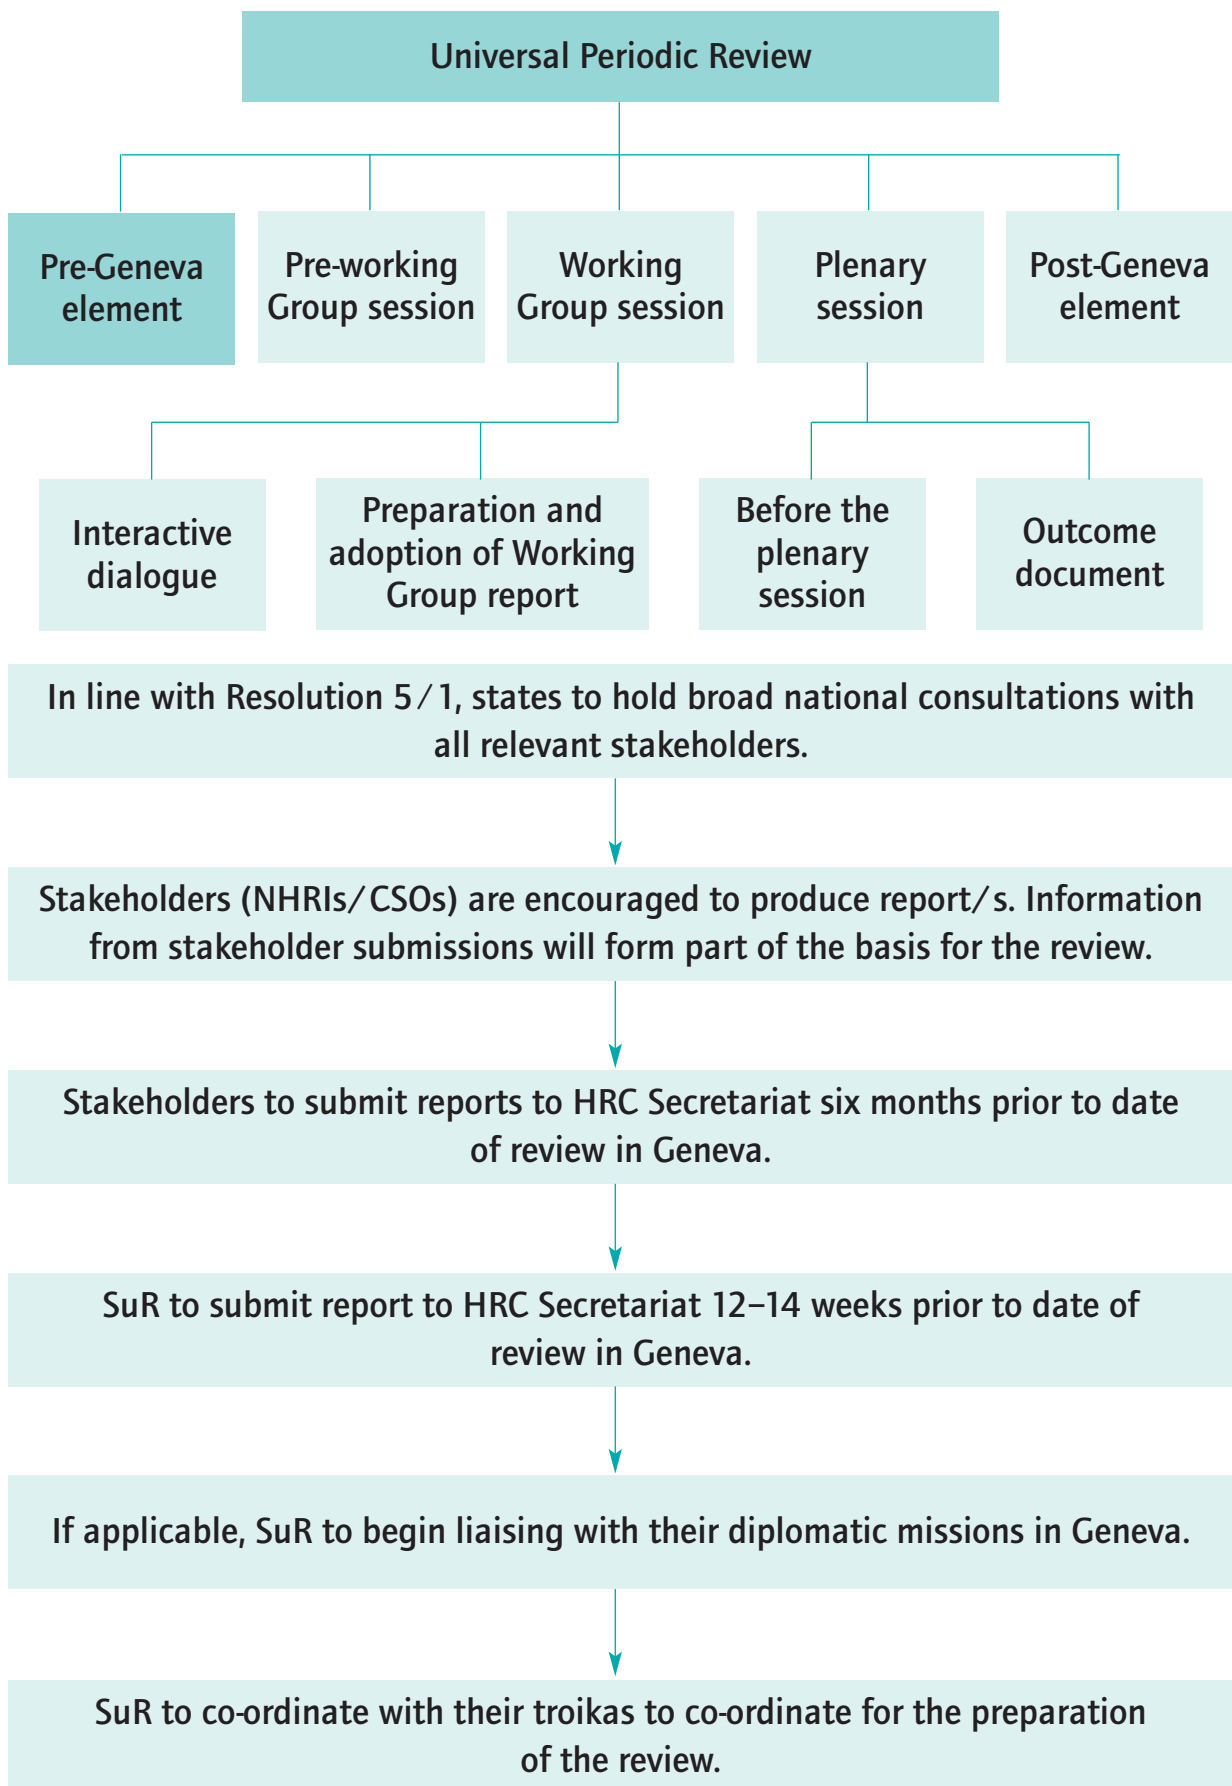 Universal Periodic Review
Pre-Geneva
element
Pre-working
Group session
Working
Group session
Plenary
session
Post-Geneva
element
Interactive
dialogue
Preparation and
adoption of Working
Group report
Before the
plenary
session
Outcome
document
In line with Resolution 5/1, states to hold broad national consultations with
all relevant stakeholders.
Stakeholders (NHRIs/CSOs) are encouraged to produce report/s. Information
from stakeholder submissions will form part of the basis for the review.
Stakeholders to submit reports to HRC Secretariat six months prior to date
of review in Geneva.
SuR to submit report to HRC Secretariat 12–14 weeks prior to date of
review in Geneva.
If applicable, SuR to begin liaising with their diplomatic missions in Geneva.
SuR to co-ordinate with their troikas to co-ordinate for the preparation
of the review.